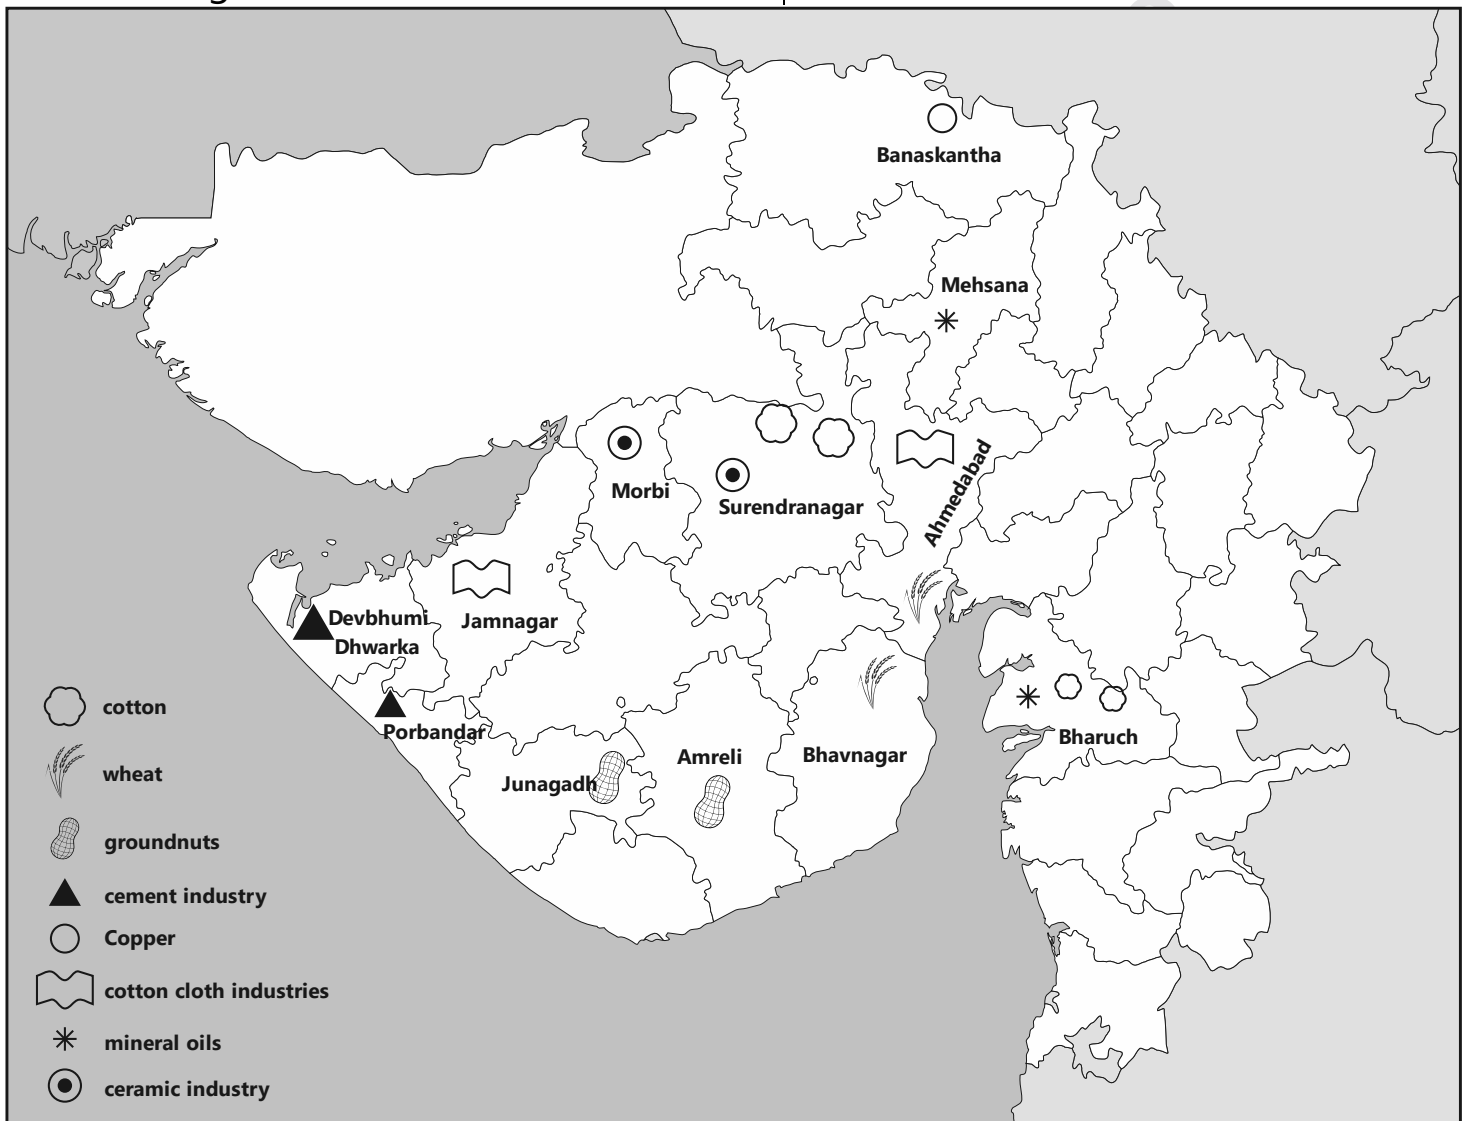 Banaskantha
Mehsana
Ahmedabad
Morbi
Surendranagar
Devbhumi
Dhwarka
Jamnagar
Porbandar
Junagadh
Amreli
Bhavnagar
Bharuch
cotton
wheat
groundnuts
cement industry
Copper
cotton cloth industries
mineral oils
ceramic industry